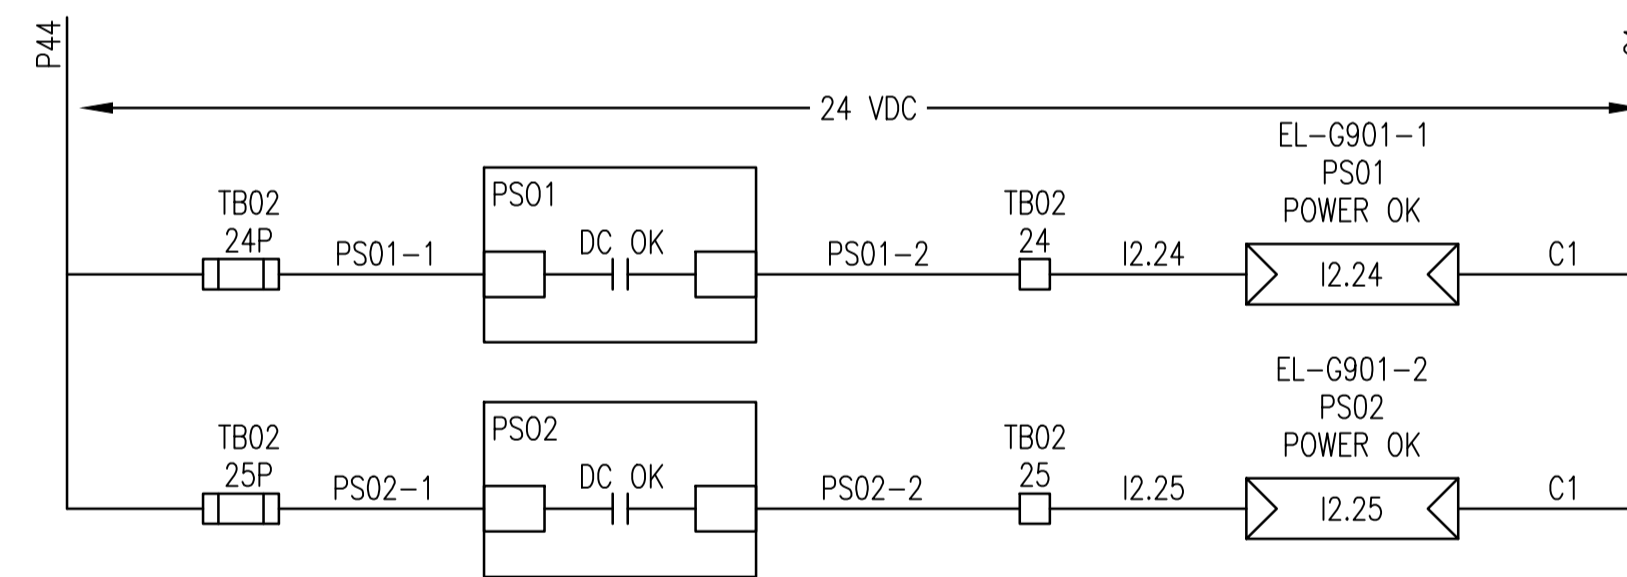 P44
24 VDC
EL-G901-1
PS01
POWER OK
TB02
24P
PS01-1
PS01
DC OK
PS01-2
TB02
24
I2.24
I2.24
C1
EL-G901-2
PS02
POWER OK
TB02
25P
PS02-1
PS02
DC OK
PS02-2
TB02
25
I2.25
I2.25
C1